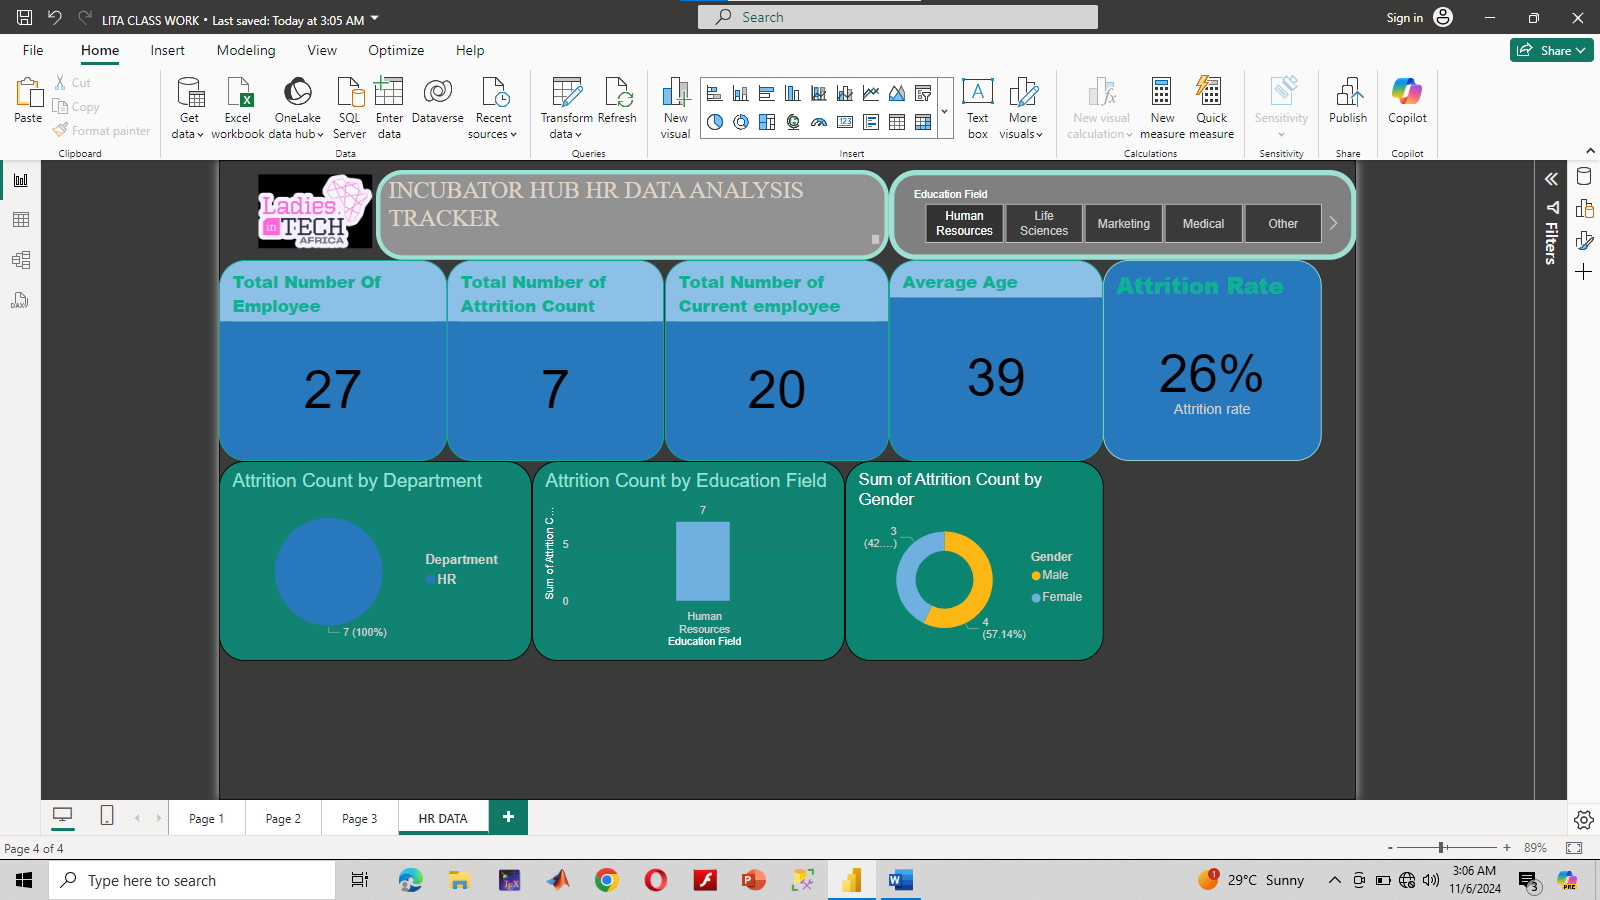 LITA CLASS WORK • Last saved: Today at 3:05 AM
Search
Sign in
File
Home
Insert
Modeling
View
Optimize
Help
Share
Paste
Cut
Copy
Format painter
Clipboard
Get
data
Excel
workbook
OneLake
data hub
SQL
Server
Enter
data
Dataverse
Recent
sources
Data
Transform
data
Refresh
Queries
New
visual
Text
box
More
visuals
Insert
New visual
calculation
New
measure
Quick
measure
Calculations
Sensitivity
Sensitivity
Publish
Share
Copilot
Copilot
Ladies
in TECH
AFRICA
INCUBATOR HUB HR DATA ANALYSIS
TRACKER
Education Field
Human
Resources
Life
Sciences
Marketing
Medical
Other
Filters
Total Number Of
Employee
27
Total Number of
Attrition Count
7
Total Number of
Current employee
20
Average Age
39
Attrition Rate
26%
Attrition rate
Attrition Count by Department
Department
HR
7 (100%)
Attrition Count by Education Field
Sum of Attrition C...
7
5
0
Human
Resources
Education Field
Sum of Attrition Count by
Gender
3
(42....)
4
(57.14%)
Gender
Male
Female
Page 1
Page 2
Page 3
HR DATA
Page 4 of 4
- + 89%
Type here to search
29°C Sunny
3:06 AM
11/6/2024